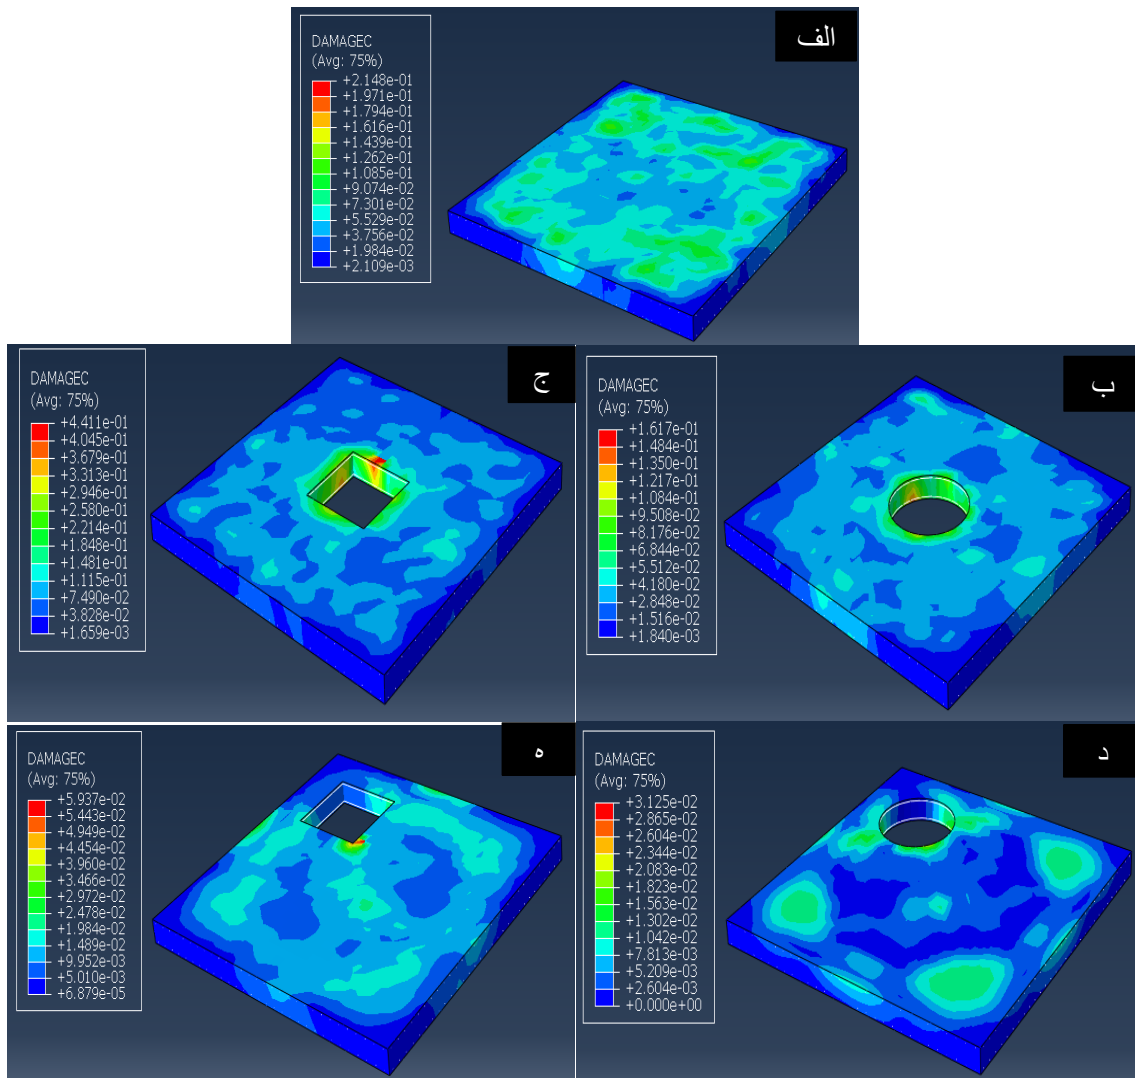 الف
DAMAGEC
(Avg: 75%)
+2.148e-01
+1.971e-01
+1.794e-01
+1.616e-01
+1.439e-01
+1.262e-01
+1.085e-01
+9.074e-02
+7.301e-02
+5.529e-02
+3.756e-02
+1.984e-02
+2.109e-03
ب
DAMAGEC
(Avg: 75%)
+1.617e-01
+1.484e-01
+1.350e-01
+1.217e-01
+1.084e-01
+9.508e-02
+8.176e-02
+6.844e-02
+5.512e-02
+4.180e-02
+2.848e-02
+1.516e-02
+1.840e-03
ج
DAMAGEC
(Avg: 75%)
+4.411e-01
+4.045e-01
+3.679e-01
+3.313e-01
+2.946e-01
+2.580e-01
+2.214e-01
+1.848e-01
+1.481e-01
+1.115e-01
+7.490e-02
+3.828e-02
+1.659e-03
د
DAMAGEC
(Avg: 75%)
+3.125e-02
+2.865e-02
+2.604e-02
+2.344e-02
+2.083e-02
+1.823e-02
+1.563e-02
+1.302e-02
+1.042e-02
+7.813e-03
+5.209e-03
+2.604e-03
+0.000e+00
ه
DAMAGEC
(Avg: 75%)
+5.937e-02
+5.443e-02
+4.949e-02
+4.454e-02
+3.960e-02
+3.466e-02
+2.972e-02
+2.478e-02
+1.984e-02
+1.489e-02
+9.952e-03
+5.010e-03
+6.879e-05